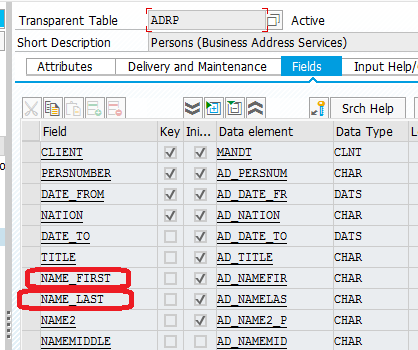 Transparent Table ADRP Active
Short Description Persons (Business Address Services)
Attributes Delivery and Maintenance Fields Input Help/
Srch Help
Field Key Ini... Data element Data Type L
CLIENT MANDT CLNT
PERSNUMBER AD_PERSNUM CHAR
DATE_FROM AD_DATE_FR DATS
NATION AD_NATION CHAR
DATE_TO AD_DATE_TO DATS
TITLE AD_TITLE CHAR
NAME_FIRST AD_NAMEFIR CHAR
NAME_LAST AD_NAMELAS CHAR
NAME2 AD_NAME2_P CHAR
NAMEMIDDLE AD_NAMEMID CHAR